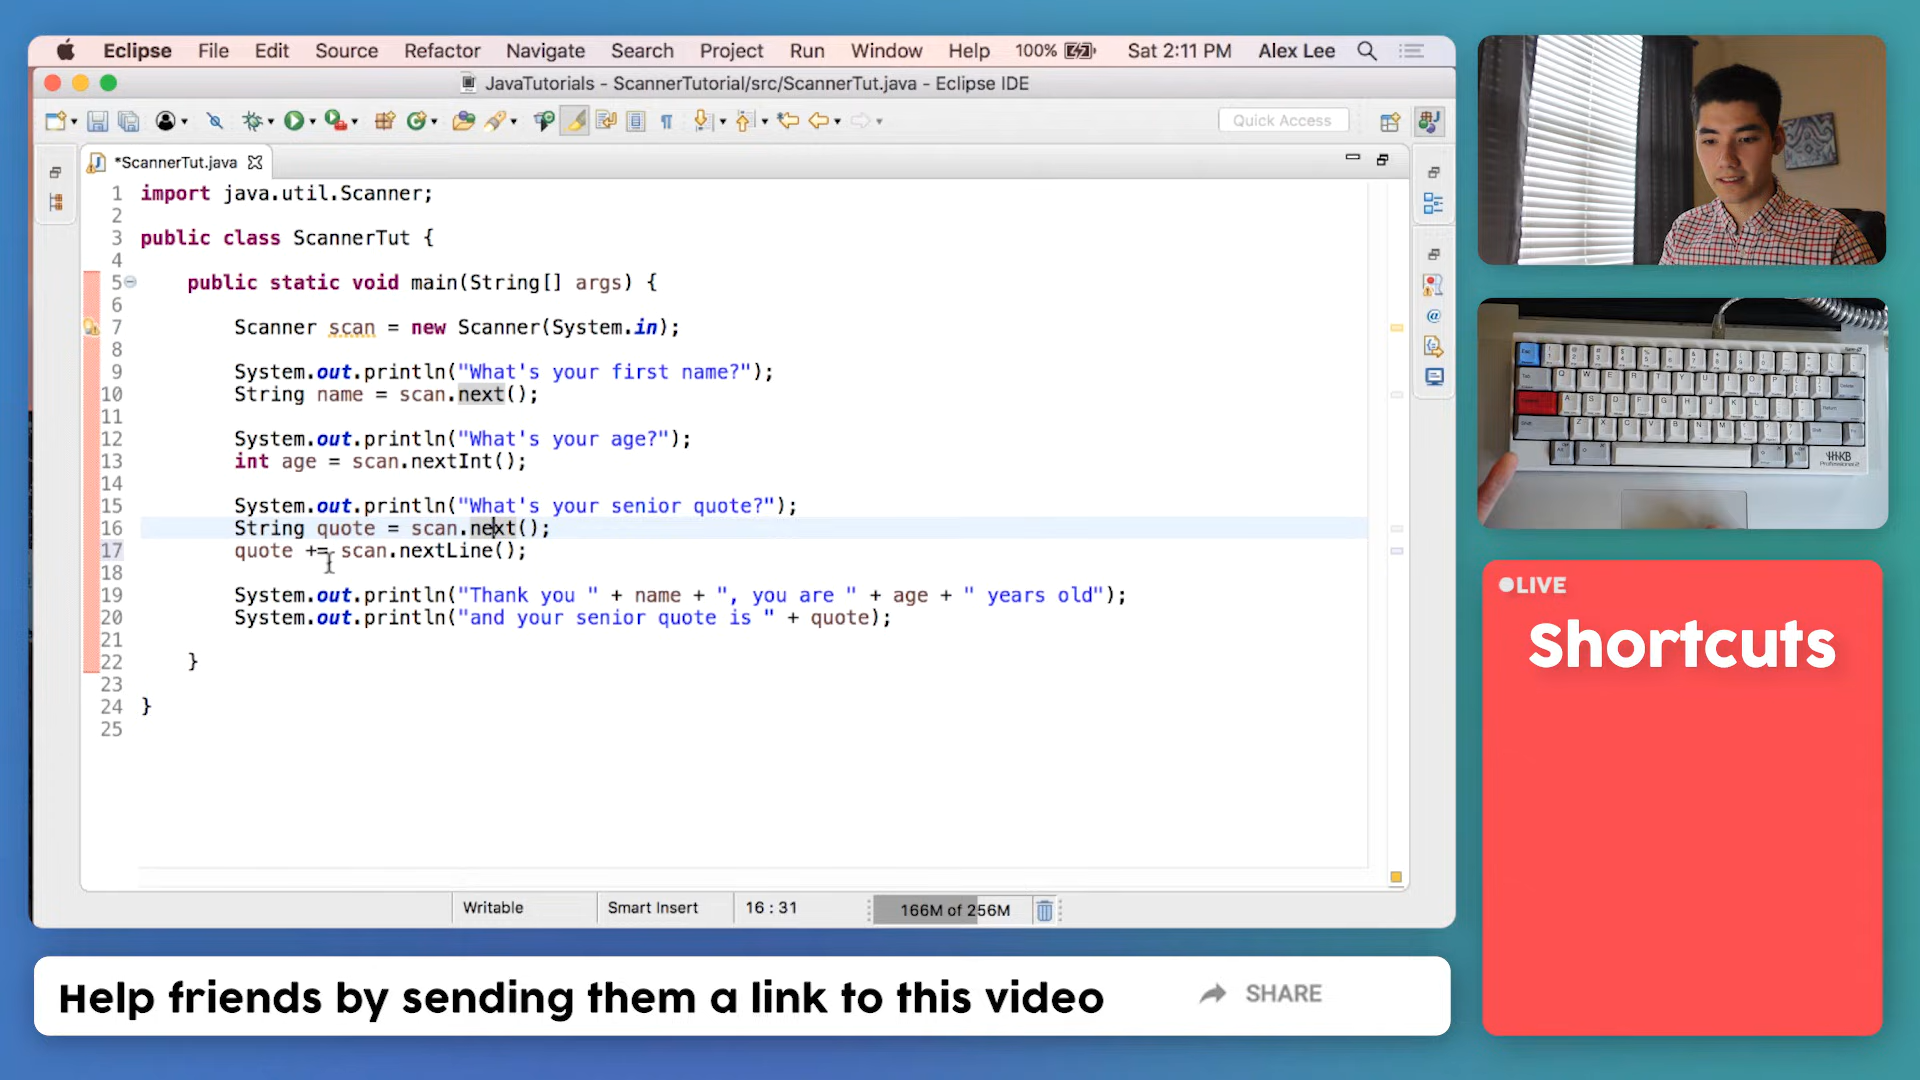 Eclipse File Edit Source Refactor Navigate Search Project Run Window Help 100% Sat 2:11 PM Alex Lee
JavaTutorials - ScannerTutorial/src/ScannerTut.java - Eclipse IDE
Quick Access
*ScannerTut.java
1 import java.util.Scanner;
2
3 public class ScannerTut {
4
5 public static void main(String[] args) {
6
7 Scanner scan = new Scanner(System.in);
8
9 System.out.println("What's your first name?");
10 String name = scan.next();
11
12 System.out.println("What's your age?");
13 int age = scan.nextInt();
14
15 System.out.println("What's your senior quote?");
16 String quote = scan.next();
17 quote += scan.nextLine();
18
19 System.out.println("Thank you " + name + ", you are " + age + " years old");
20 System.out.println("and your senior quote is " + quote);
21
22 }
23
24 }
25
Writable Smart Insert 16 : 31 166M of 256M
Help friends by sending them a link to this video SHARE
LIVE
Shortcuts
Q W E R T Y U I O P
A S D F G H J K L
Z X C V B N M
HHKB
Professional 2